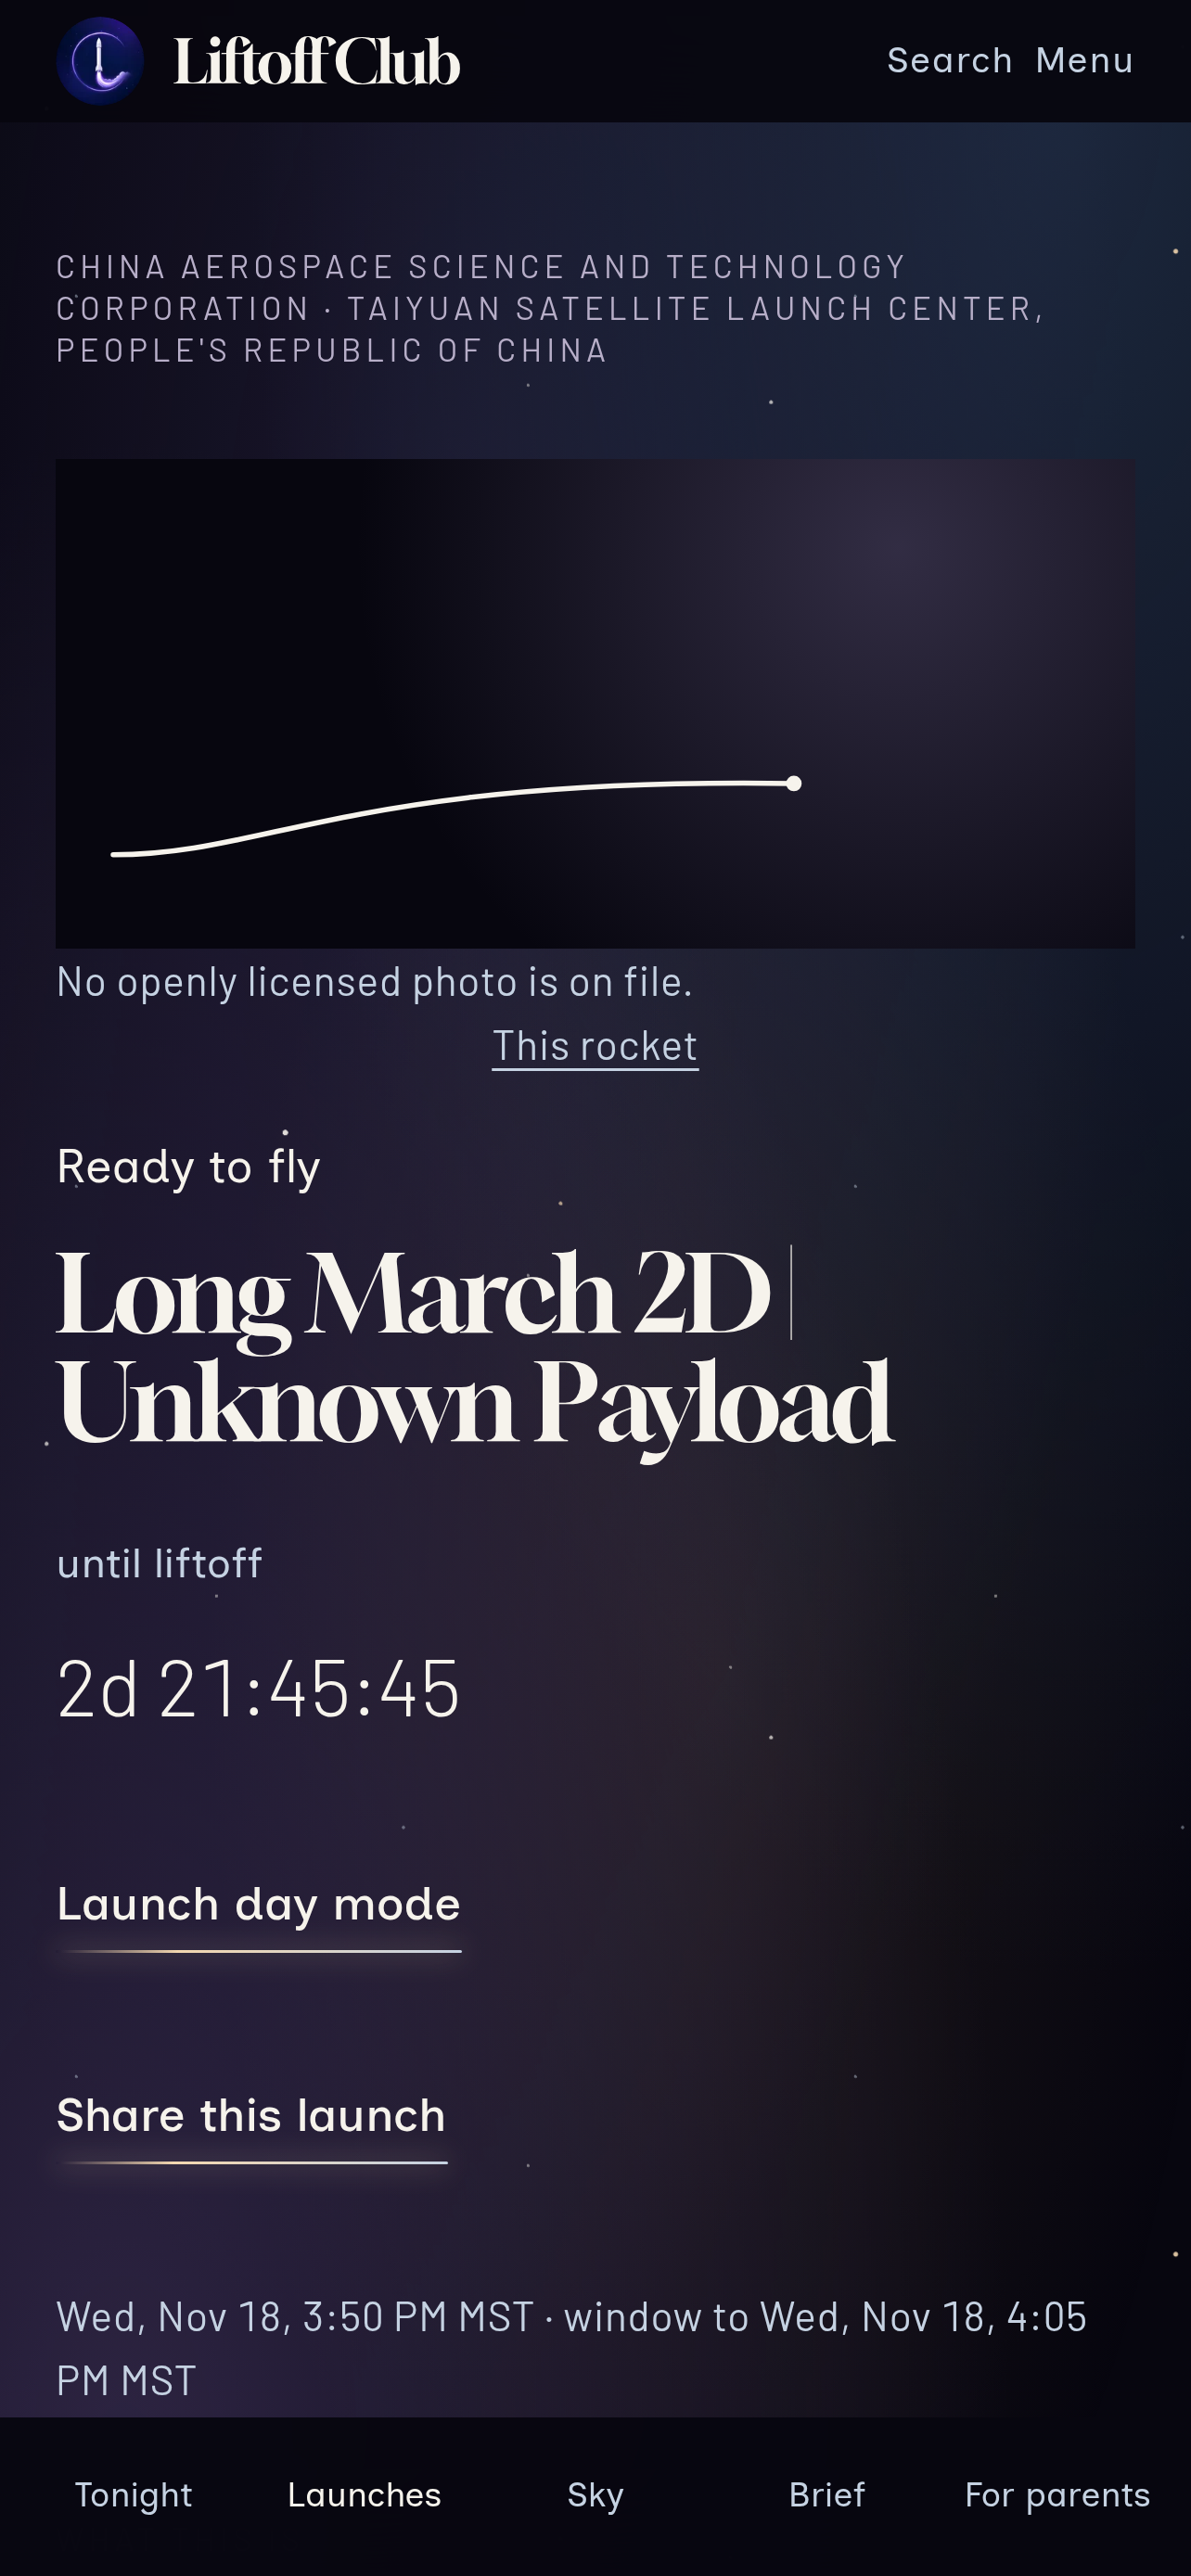 Liftoff Club
Search Menu
CHINA AEROSPACE SCIENCE AND TECHNOLOGY
CORPORATION · TAIYUAN SATELLITE LAUNCH CENTER,
PEOPLE'S REPUBLIC OF CHINA
No openly licensed photo is on file.
This rocket
Ready to fly
Long March 2D |
Unknown Payload
until liftoff
2d 21:45:45
Launch day mode
Share this launch
Wed, Nov 18, 3:50 PM MST · window to Wed, Nov 18, 4:05
PM MST
Tonight Launches Sky Brief For parents